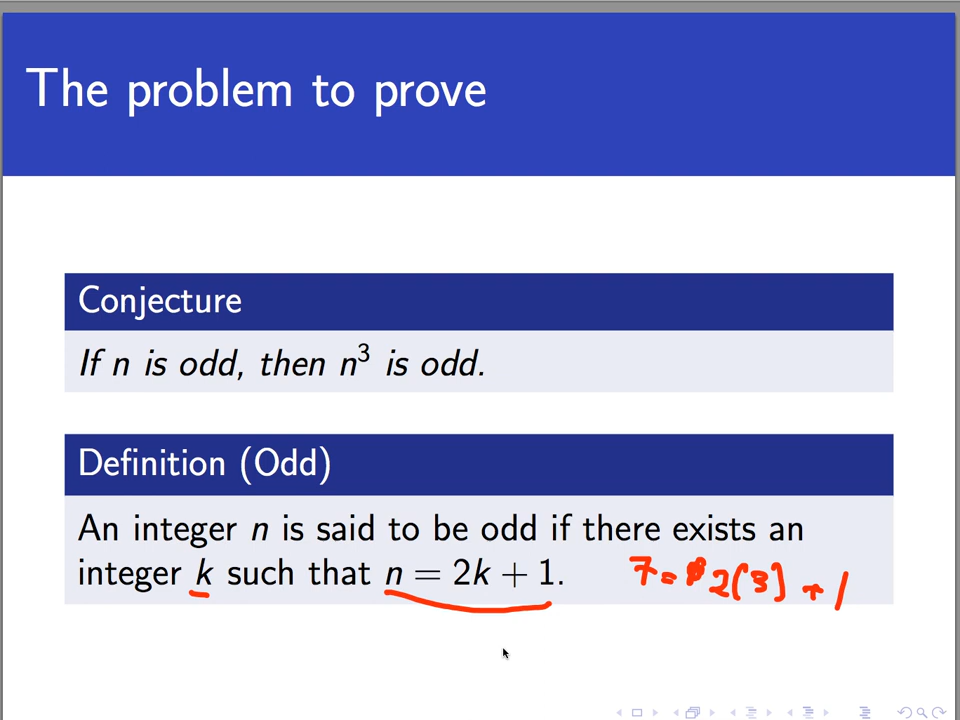 The problem to prove
Conjecture
If n is odd, then n³ is odd.
Definition (Odd)
An integer n is said to be odd if there exists an
integer k such that n = 2k + 1. 7 = 2(3) + 1